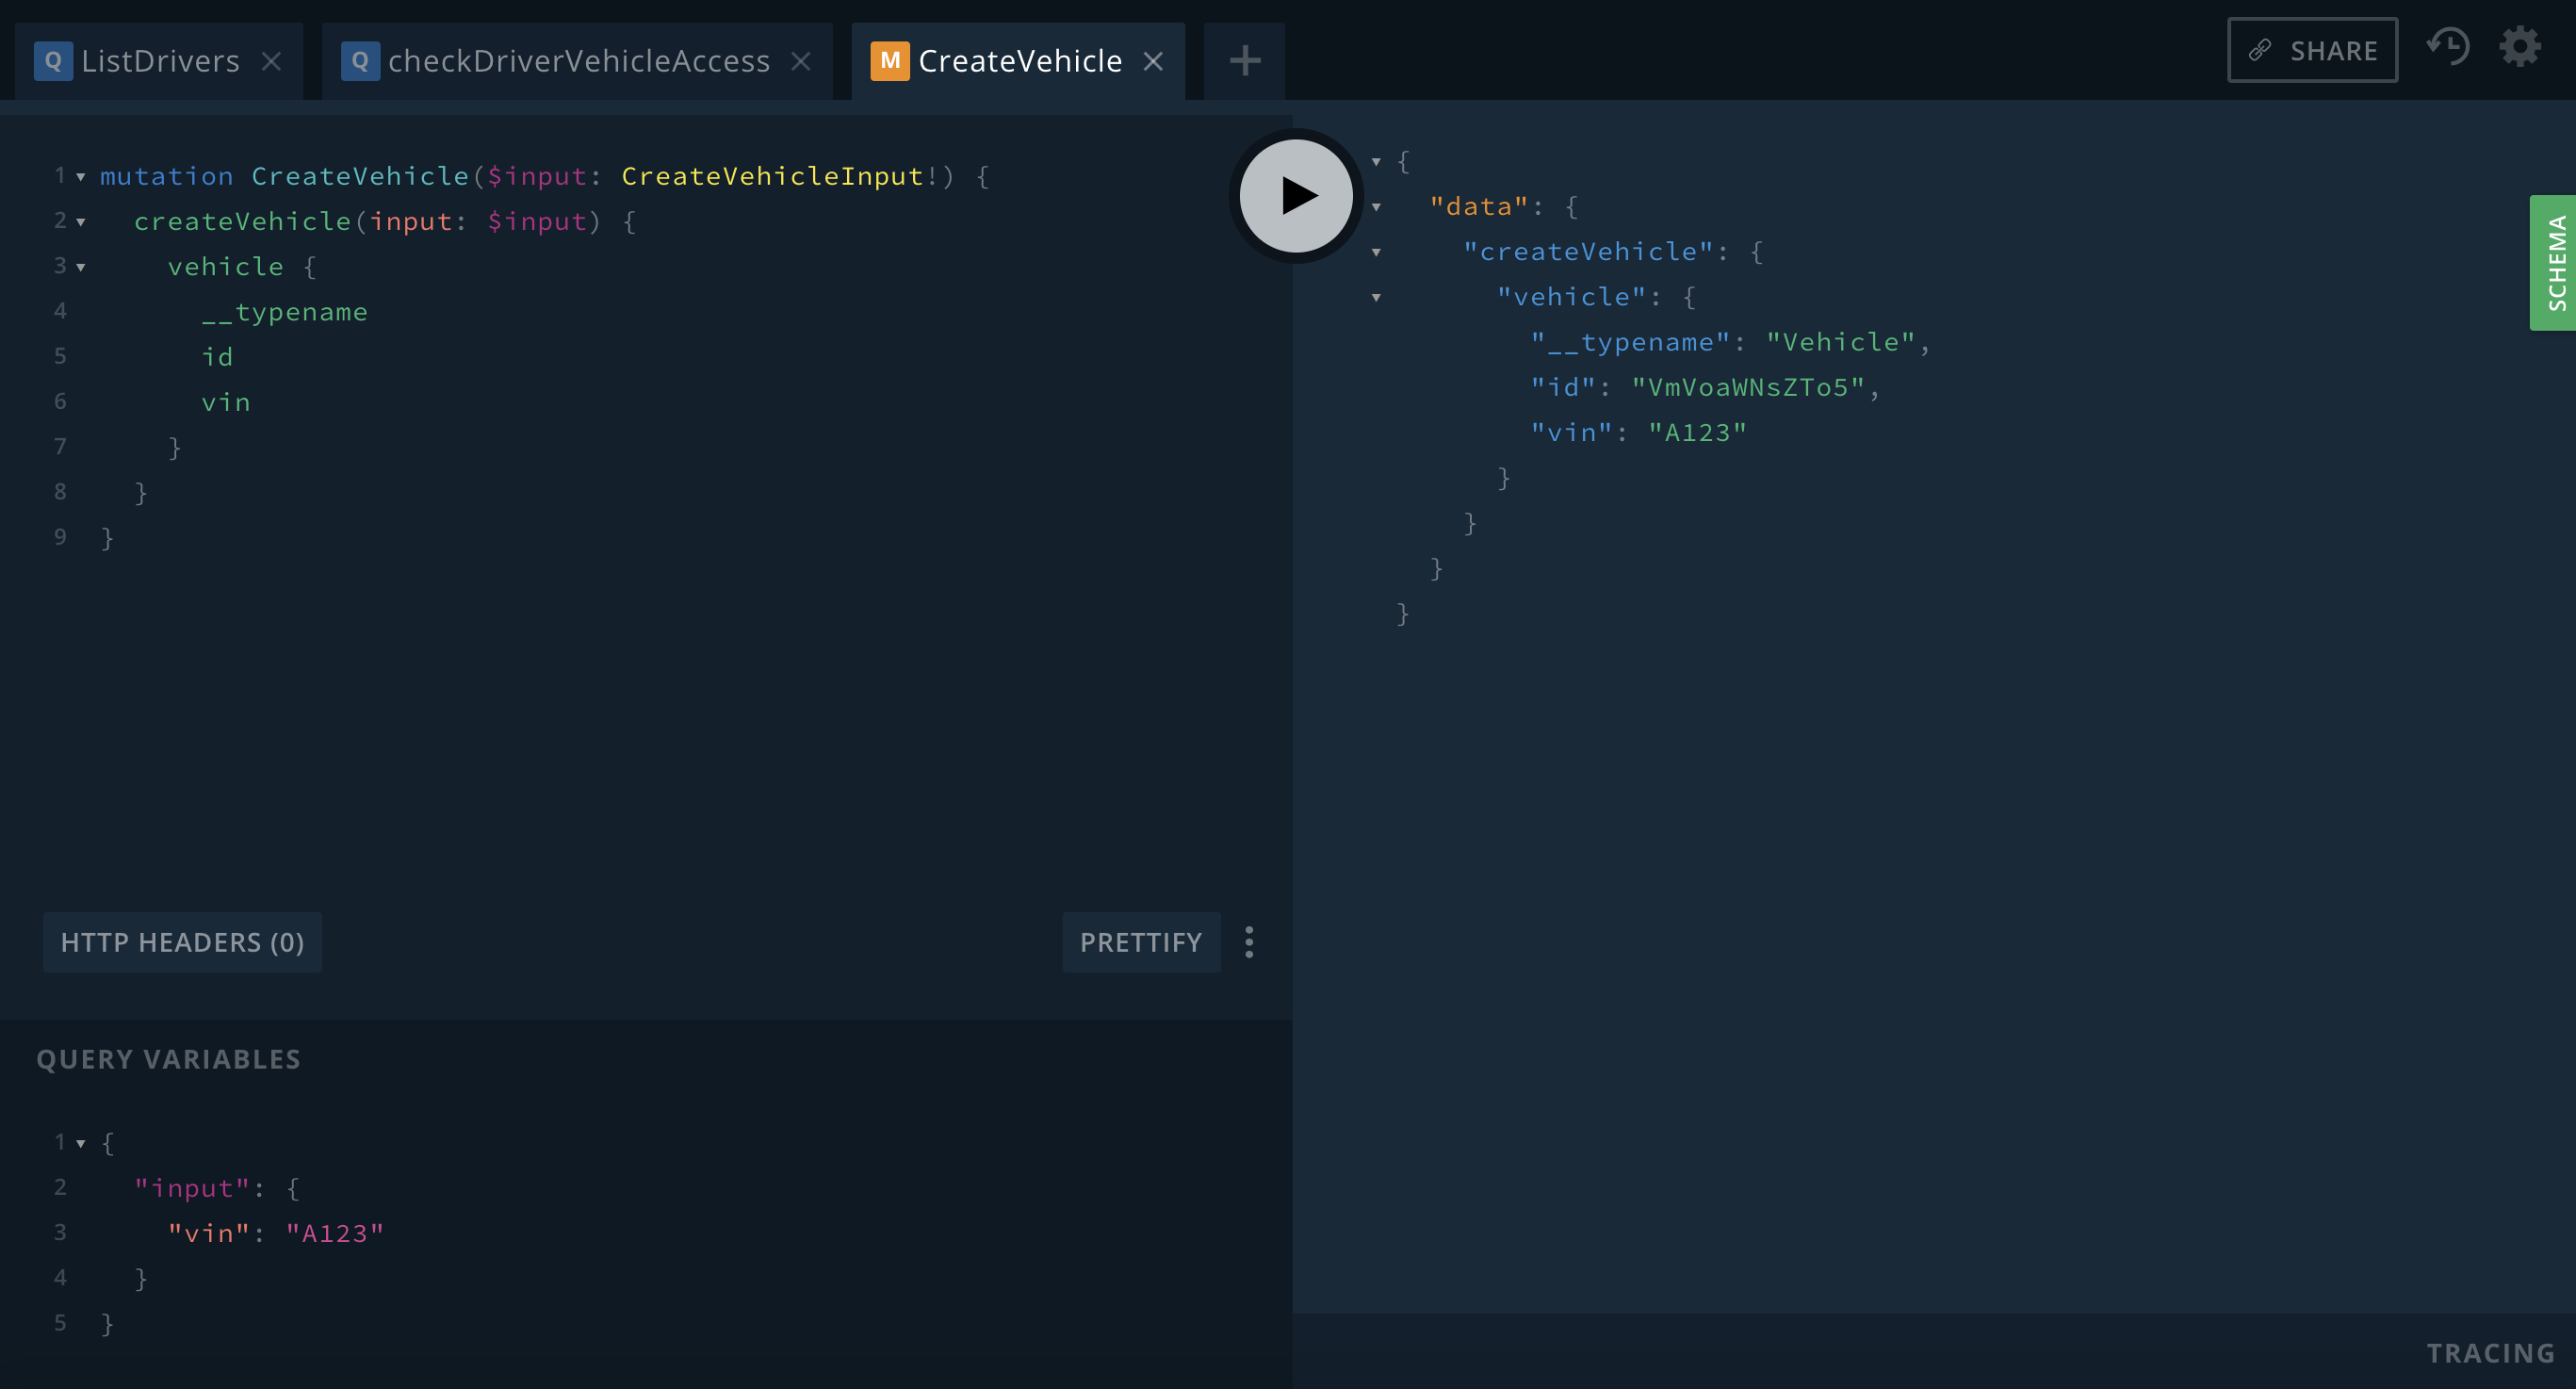 Q ListDrivers
Q checkDriverVehicleAccess
M CreateVehicle
SHARE
1 mutation CreateVehicle($input: CreateVehicleInput!) {
2 createVehicle(input: $input) {
3 vehicle {
4 __typename
5 id
6 vin
7 }
8 }
9 }
HTTP HEADERS (0)
PRETTIFY
QUERY VARIABLES
1 {
2 "input": {
3 "vin": "A123"
4 }
5 }
{
"data": {
"createVehicle": {
"vehicle": {
"__typename": "Vehicle",
"id": "VmVoaWNsZTo5",
"vin": "A123"
}
}
}
}
SCHEMA
TRACING